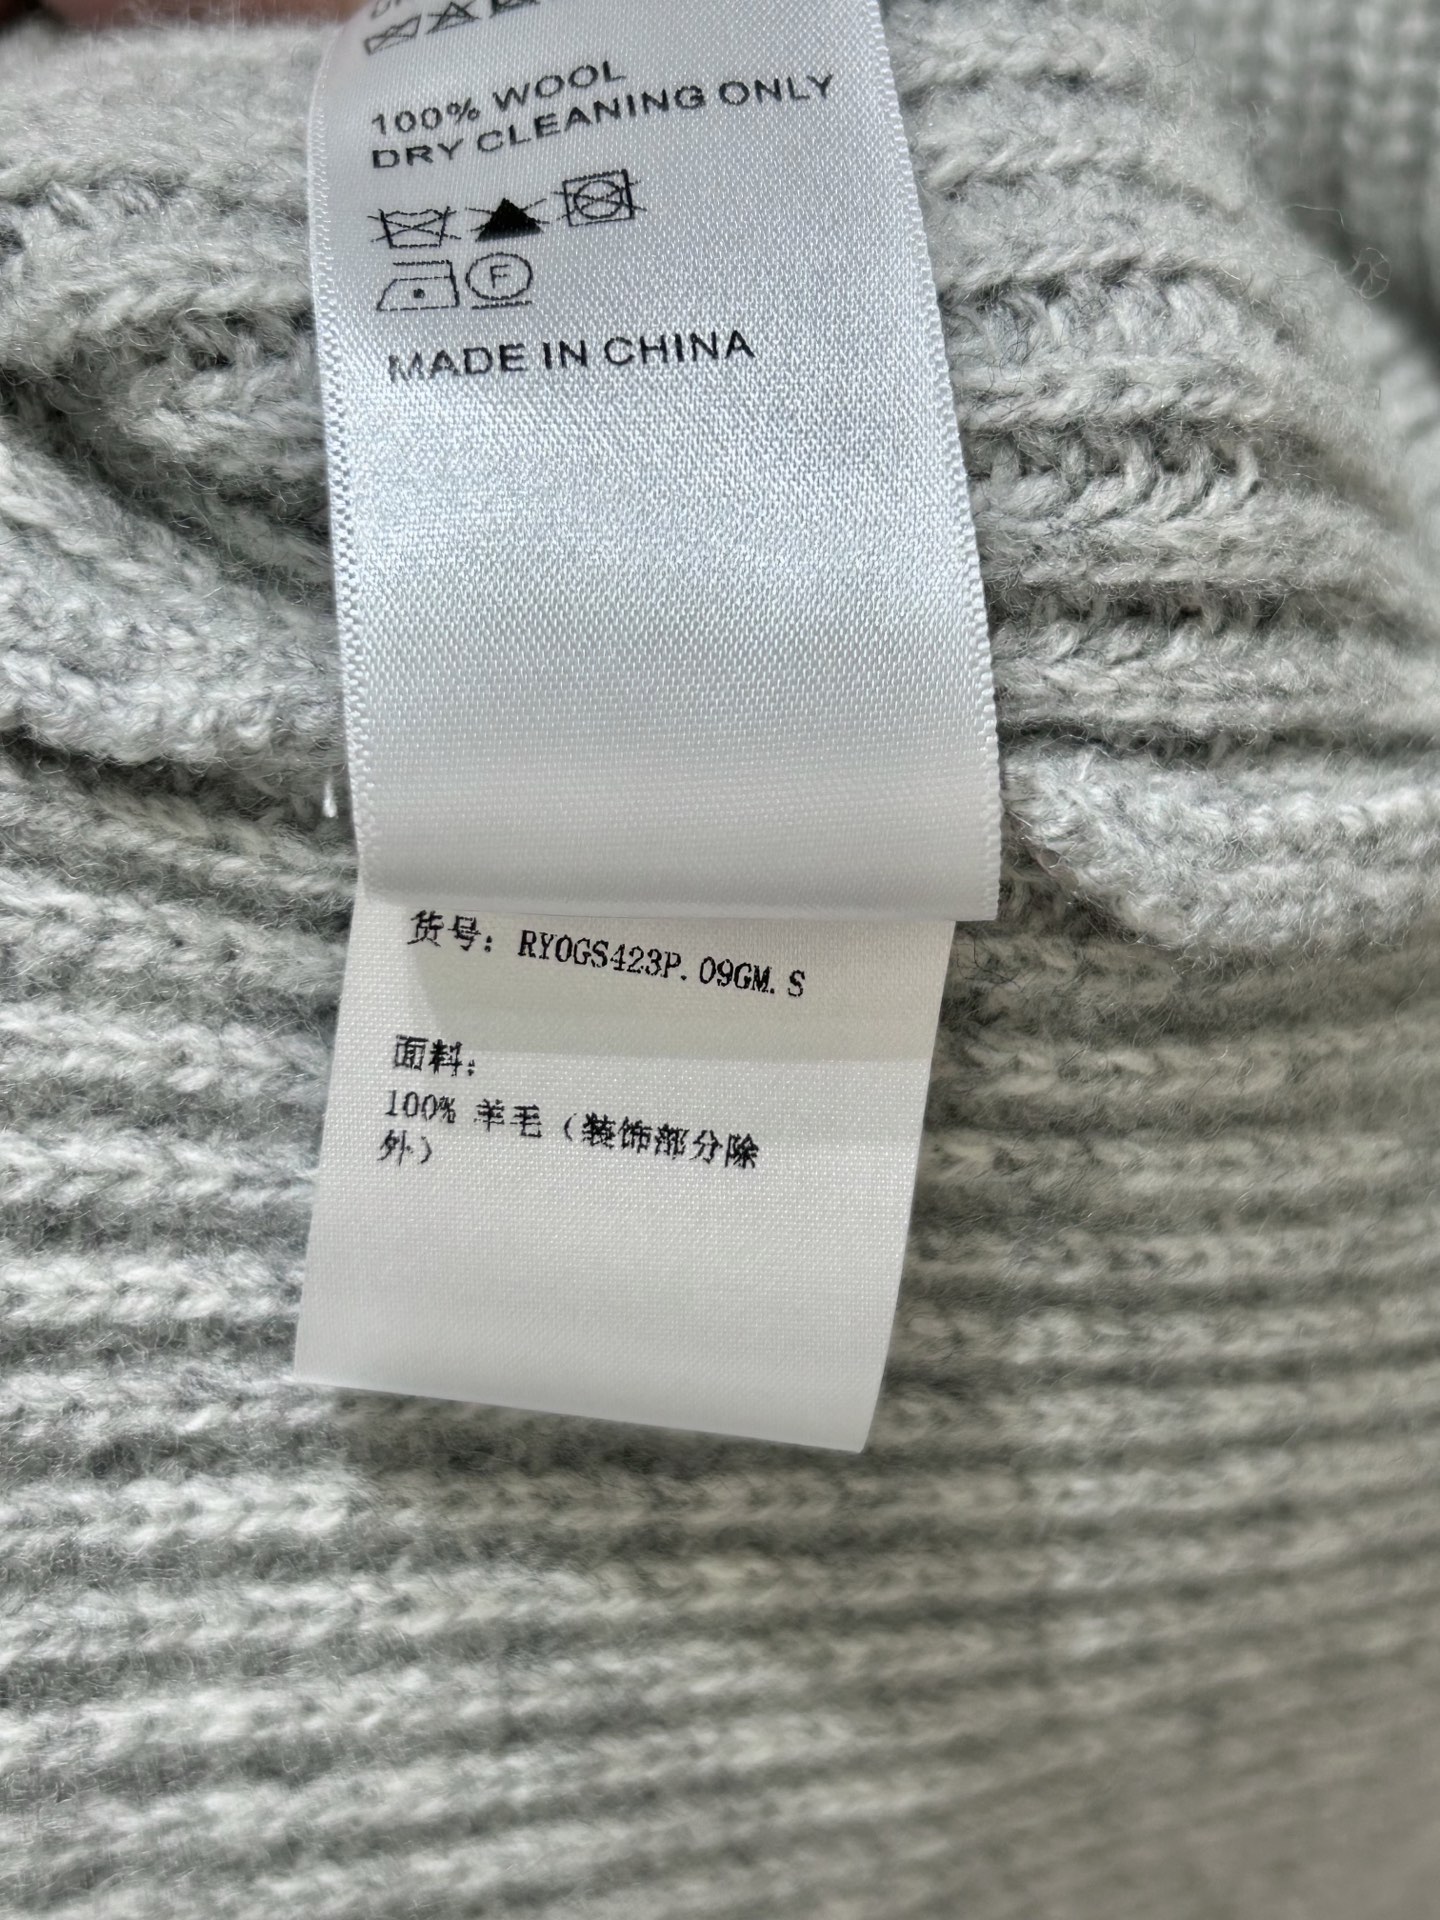 100% WOOL
DRY CLEANING ONLY
F
MADE IN CHINA
货号: RYOGS423P.09GM.S
面料:
100% 羊毛（装饰部分除
外）